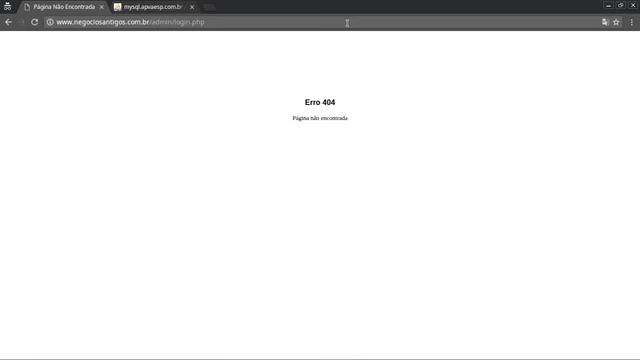 Página Não Encontrada
mysql.apvaesp.com.br
www.negociosantigos.com.br/admin/login.php
Erro 404
Página não encontrada